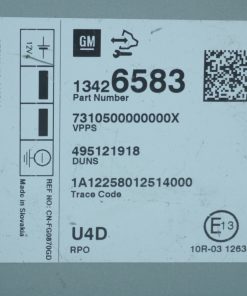 GM
13426583
Part Number
7310500000000X
VPPS
495121918
DUNS
1A12258012514000
Trace Code
U4D
RPO
E13
10R-03 1263
12V
Made in Slovakia
REF NO: CN-FG0870GD